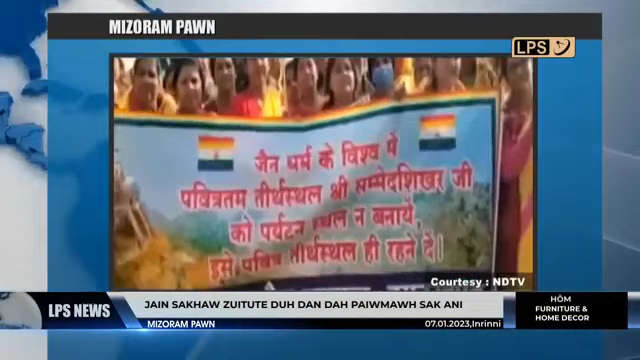 MIZORAM PAWN
LPS
जैन धर्म के विश्व में
पवित्रतम तीर्थस्थल श्री सम्मेदशिखर जी
को पर्यटन स्थल न बनायें,
इसे पवित्र तीर्थस्थल ही रहने दें।
Courtesy : NDTV
LPS NEWS
JAIN SAKHAW ZUITUTE DUH DAN DAH PAIWMAWH SAK ANI
MIZORAM PAWN
07.01.2023,Inrinni
HÖM
FURNITURE &
HOME DECOR